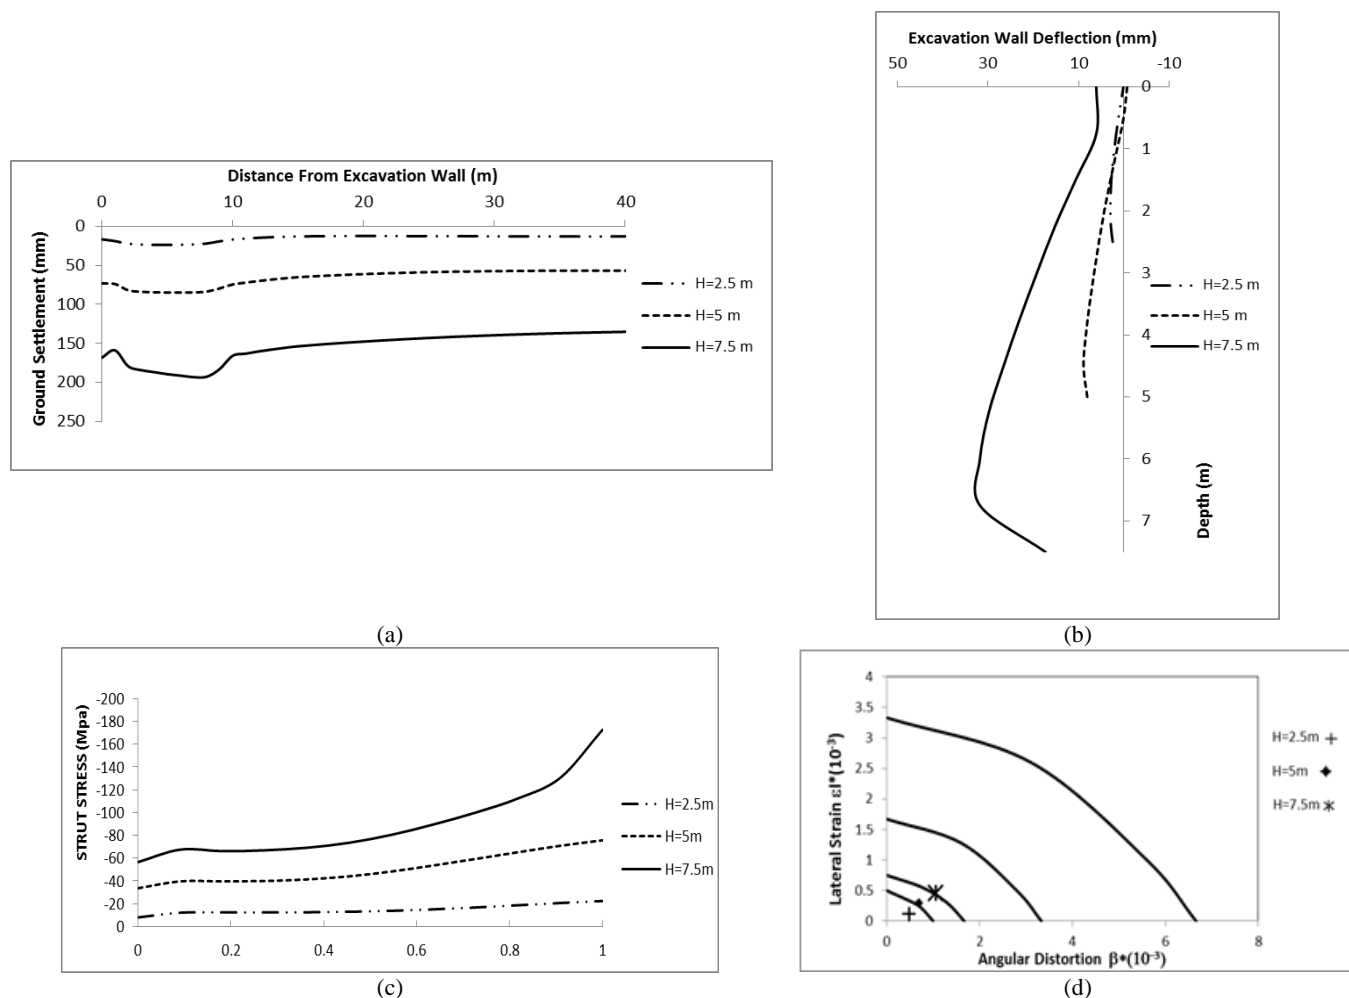 Distance From Excavation Wall (m)
0 10 20 30 40
Ground Settlement (mm)
0
50
100
150
200
250
H=2.5 m
H=5 m
H=7.5 m
(a)
Excavation Wall Deflection (mm)
50 30 10 -10
0
1
2
3
4
5
6
7
Depth (m)
H=2.5 m
H=5 m
H=7.5 m
(b)
STRUT STRESS (Mpa)
-200
-180
-160
-140
-120
-100
-80
-60
-40
-20
0
0 0.2 0.4 0.6 0.8 1
H=2.5m
H=5m
H=7.5m
(c)
Lateral Strain εl*(10⁻³)
4
3.5
3
2.5
2
1.5
1
0.5
0
0 2 4 6 8
Angular Distortion β*(10⁻³)
H=2.5m
H=5m
H=7.5m
(d)